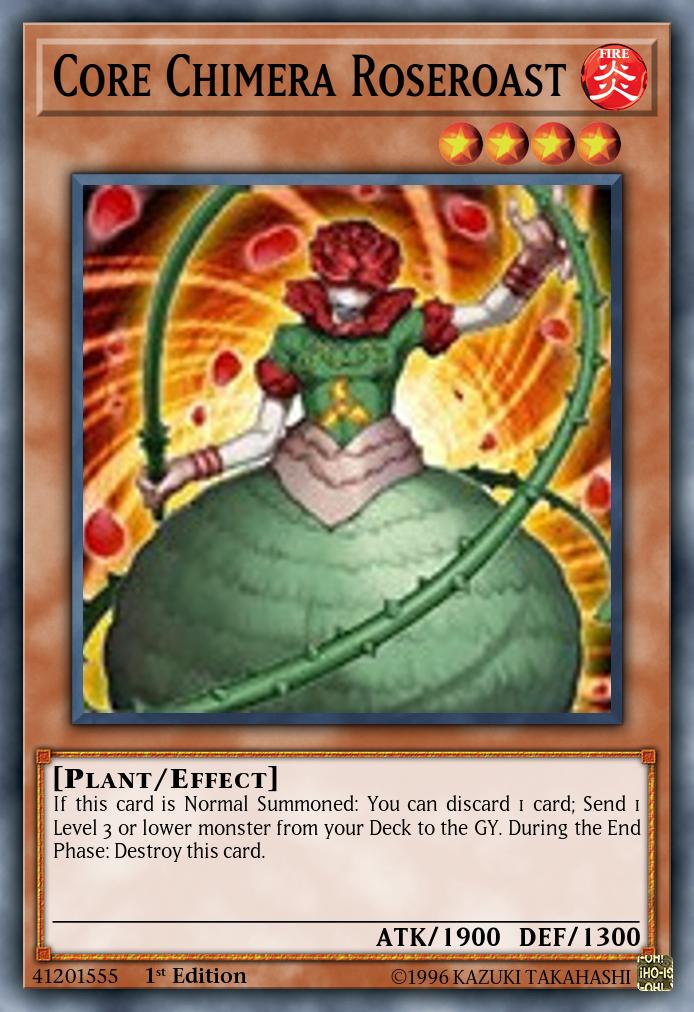 Core Chimera Roseroast
FIRE
炎
[Plant/Effect]
If this card is Normal Summoned: You can discard 1 card; Send 1
Level 3 or lower monster from your Deck to the GY. During the End
Phase: Destroy this card.
ATK/1900 DEF/1300
41201555 1st Edition ©1996 KAZUKI TAKAHASHI